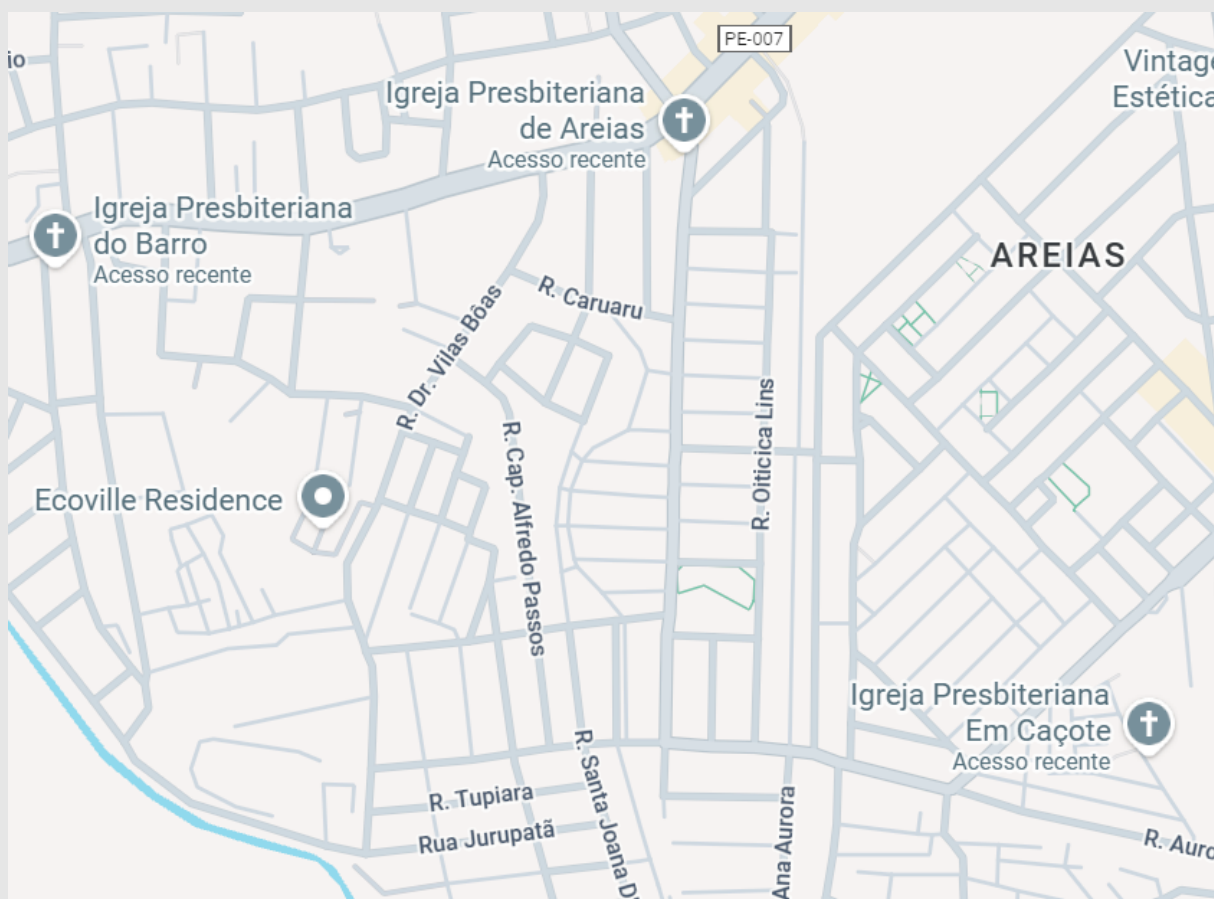 io
PE-007
Vintage
Estética
Igreja Presbiteriana
de Areias
Acesso recente
Igreja Presbiteriana
do Barro
Acesso recente
AREIAS
R. Caruaru
R. Dr. Vilas Bôas
R. Oiticica Lins
R. Cap. Alfredo Passos
Ecoville Residence
Igreja Presbiteriana
Em Caçote
Acesso recente
R. Santa Joana D'
R. Tupiara
Rua Jurupatã
Ana Aurora
R. Auro